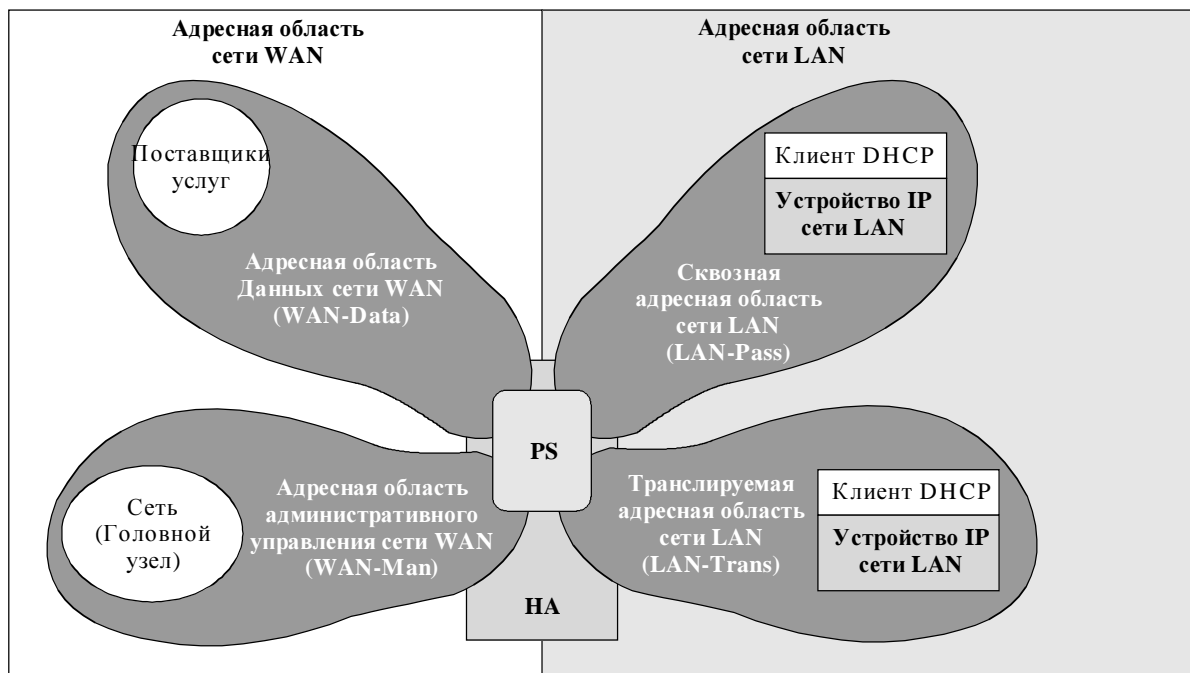 Адресная область
сети WAN
Адресная область
сети LAN
Поставщики
услуг
Адресная область
Данных сети WAN
(WAN-Data)
Клиент DHCP
Устройство IP
сети LAN
Сквозная
адресная область
сети LAN
(LAN-Pass)
PS
Сеть
(Головной
узел)
Адресная область
административного
управления сети WAN
(WAN-Man)
Транслируемая
адресная область
сети LAN
(LAN-Trans)
Клиент DHCP
Устройство IP
сети LAN
HA